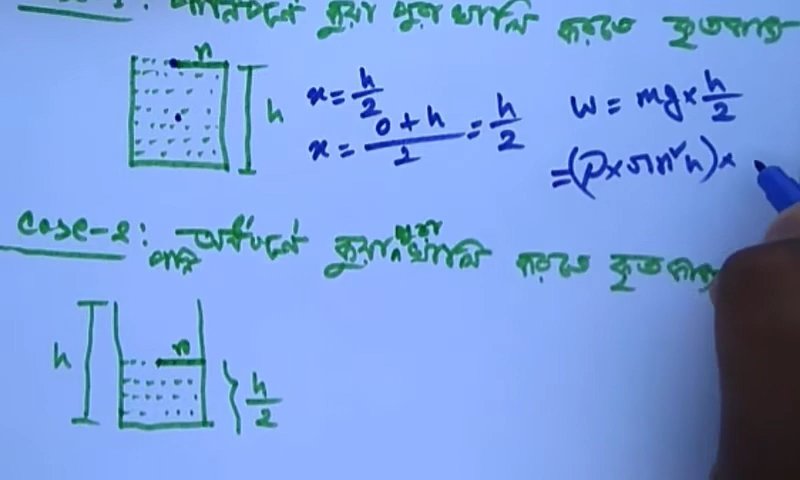 কুয়া পুরা খালি করতে কৃতকাজ
r
h
x = h/2
x = (0 + h)/2 = h/2
W = mg × h/2
= (ρ × πr²h) ×
Case-2: অর্ধপূর্ণ কুয়া পুরা খালি করতে কৃতকাজ
পানি
h
r
h/2